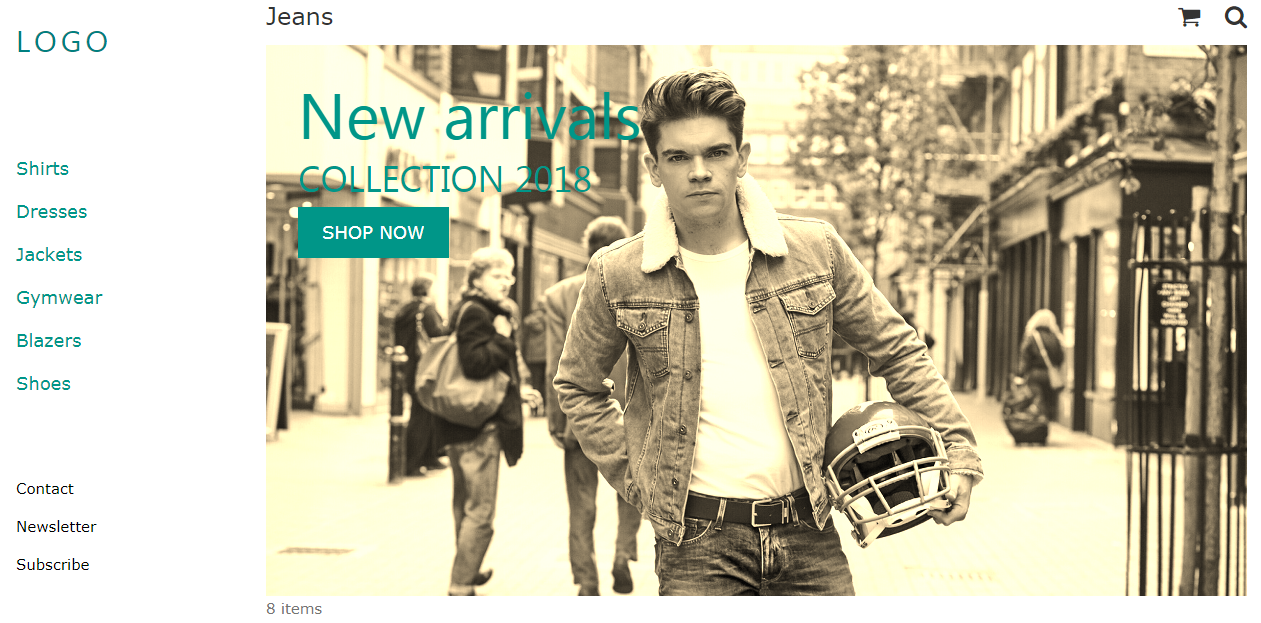 LOGO
Shirts
Dresses
Jackets
Gymwear
Blazers
Shoes
Contact
Newsletter
Subscribe
Jeans
New arrivals
COLLECTION 2018
SHOP NOW
8 items